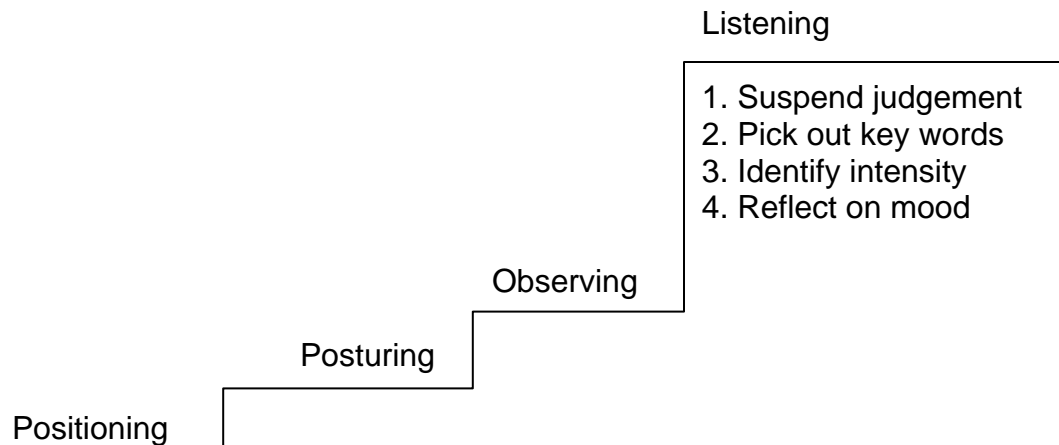 Listening
1. Suspend judgement
2. Pick out key words
3. Identify intensity
4. Reflect on mood
Observing
Posturing
Positioning